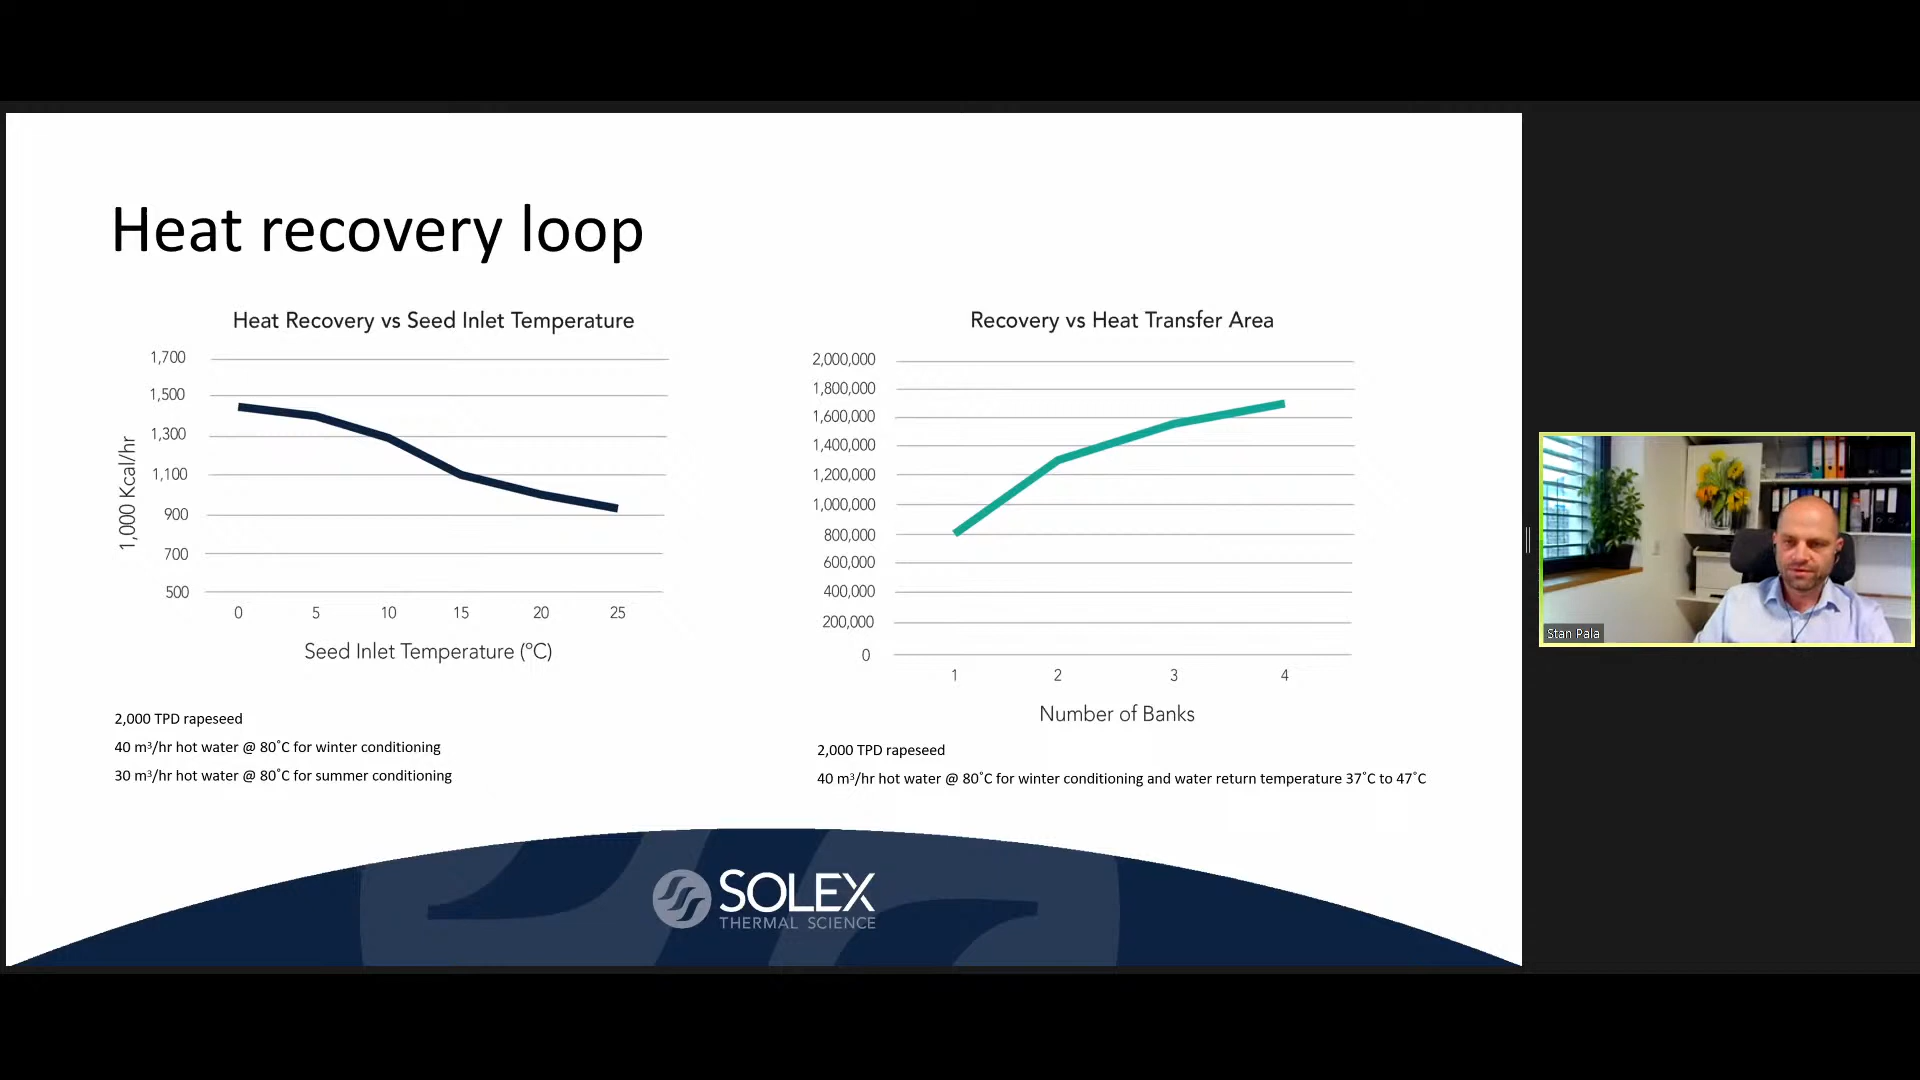 Heat recovery loop
Heat Recovery vs Seed Inlet Temperature
1,700
1,500
1,300
1,100
900
700
500
1,000 Kcal/hr
0 5 10 15 20 25
Seed Inlet Temperature (ºC)
2,000 TPD rapeseed
40 m³/hr hot water @ 80˚C for winter conditioning
30 m³/hr hot water @ 80˚C for summer conditioning
Recovery vs Heat Transfer Area
2,000,000
1,800,000
1,600,000
1,400,000
1,200,000
1,000,000
800,000
600,000
400,000
200,000
0
1 2 3 4
Number of Banks
2,000 TPD rapeseed
40 m³/hr hot water @ 80˚C for winter conditioning and water return temperature 37˚C to 47˚C
SOLEX
THERMAL SCIENCE
Stan Pala